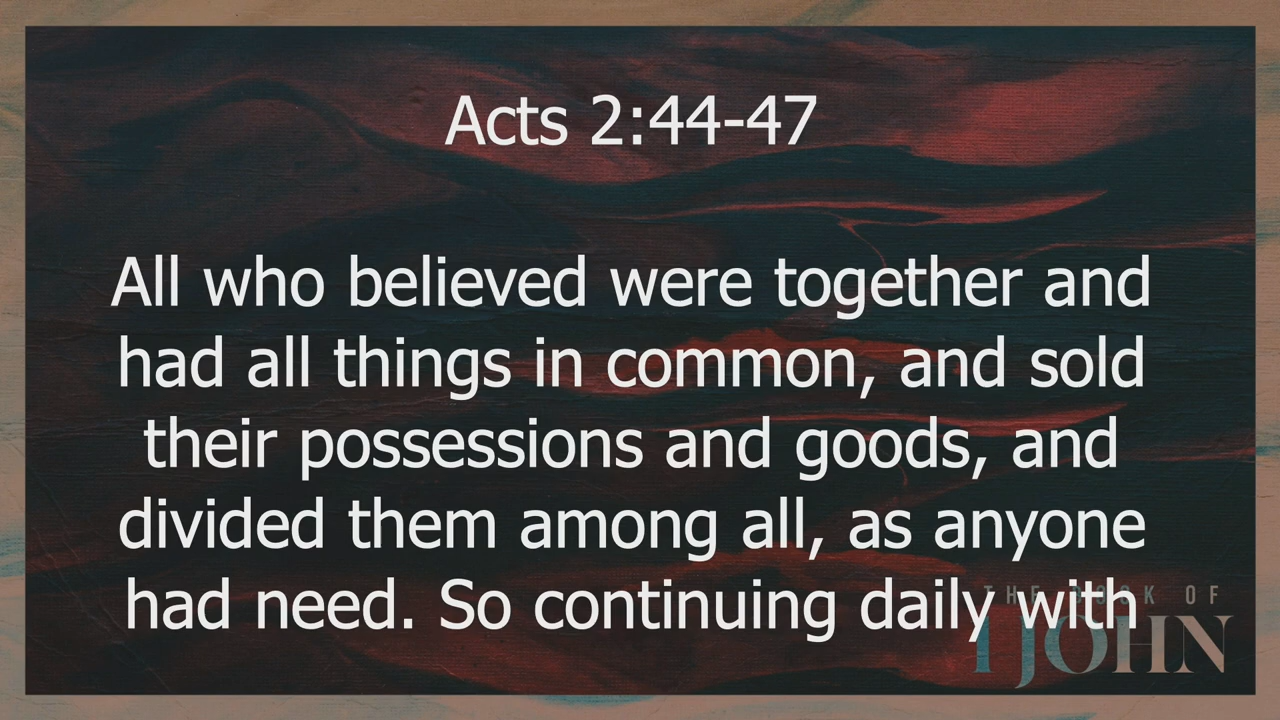 Acts 2:44-47
All who believed were together and
had all things in common, and sold
their possessions and goods, and
divided them among all, as anyone
had need. So continuing daily with
THE BOOK OF
1 JOHN